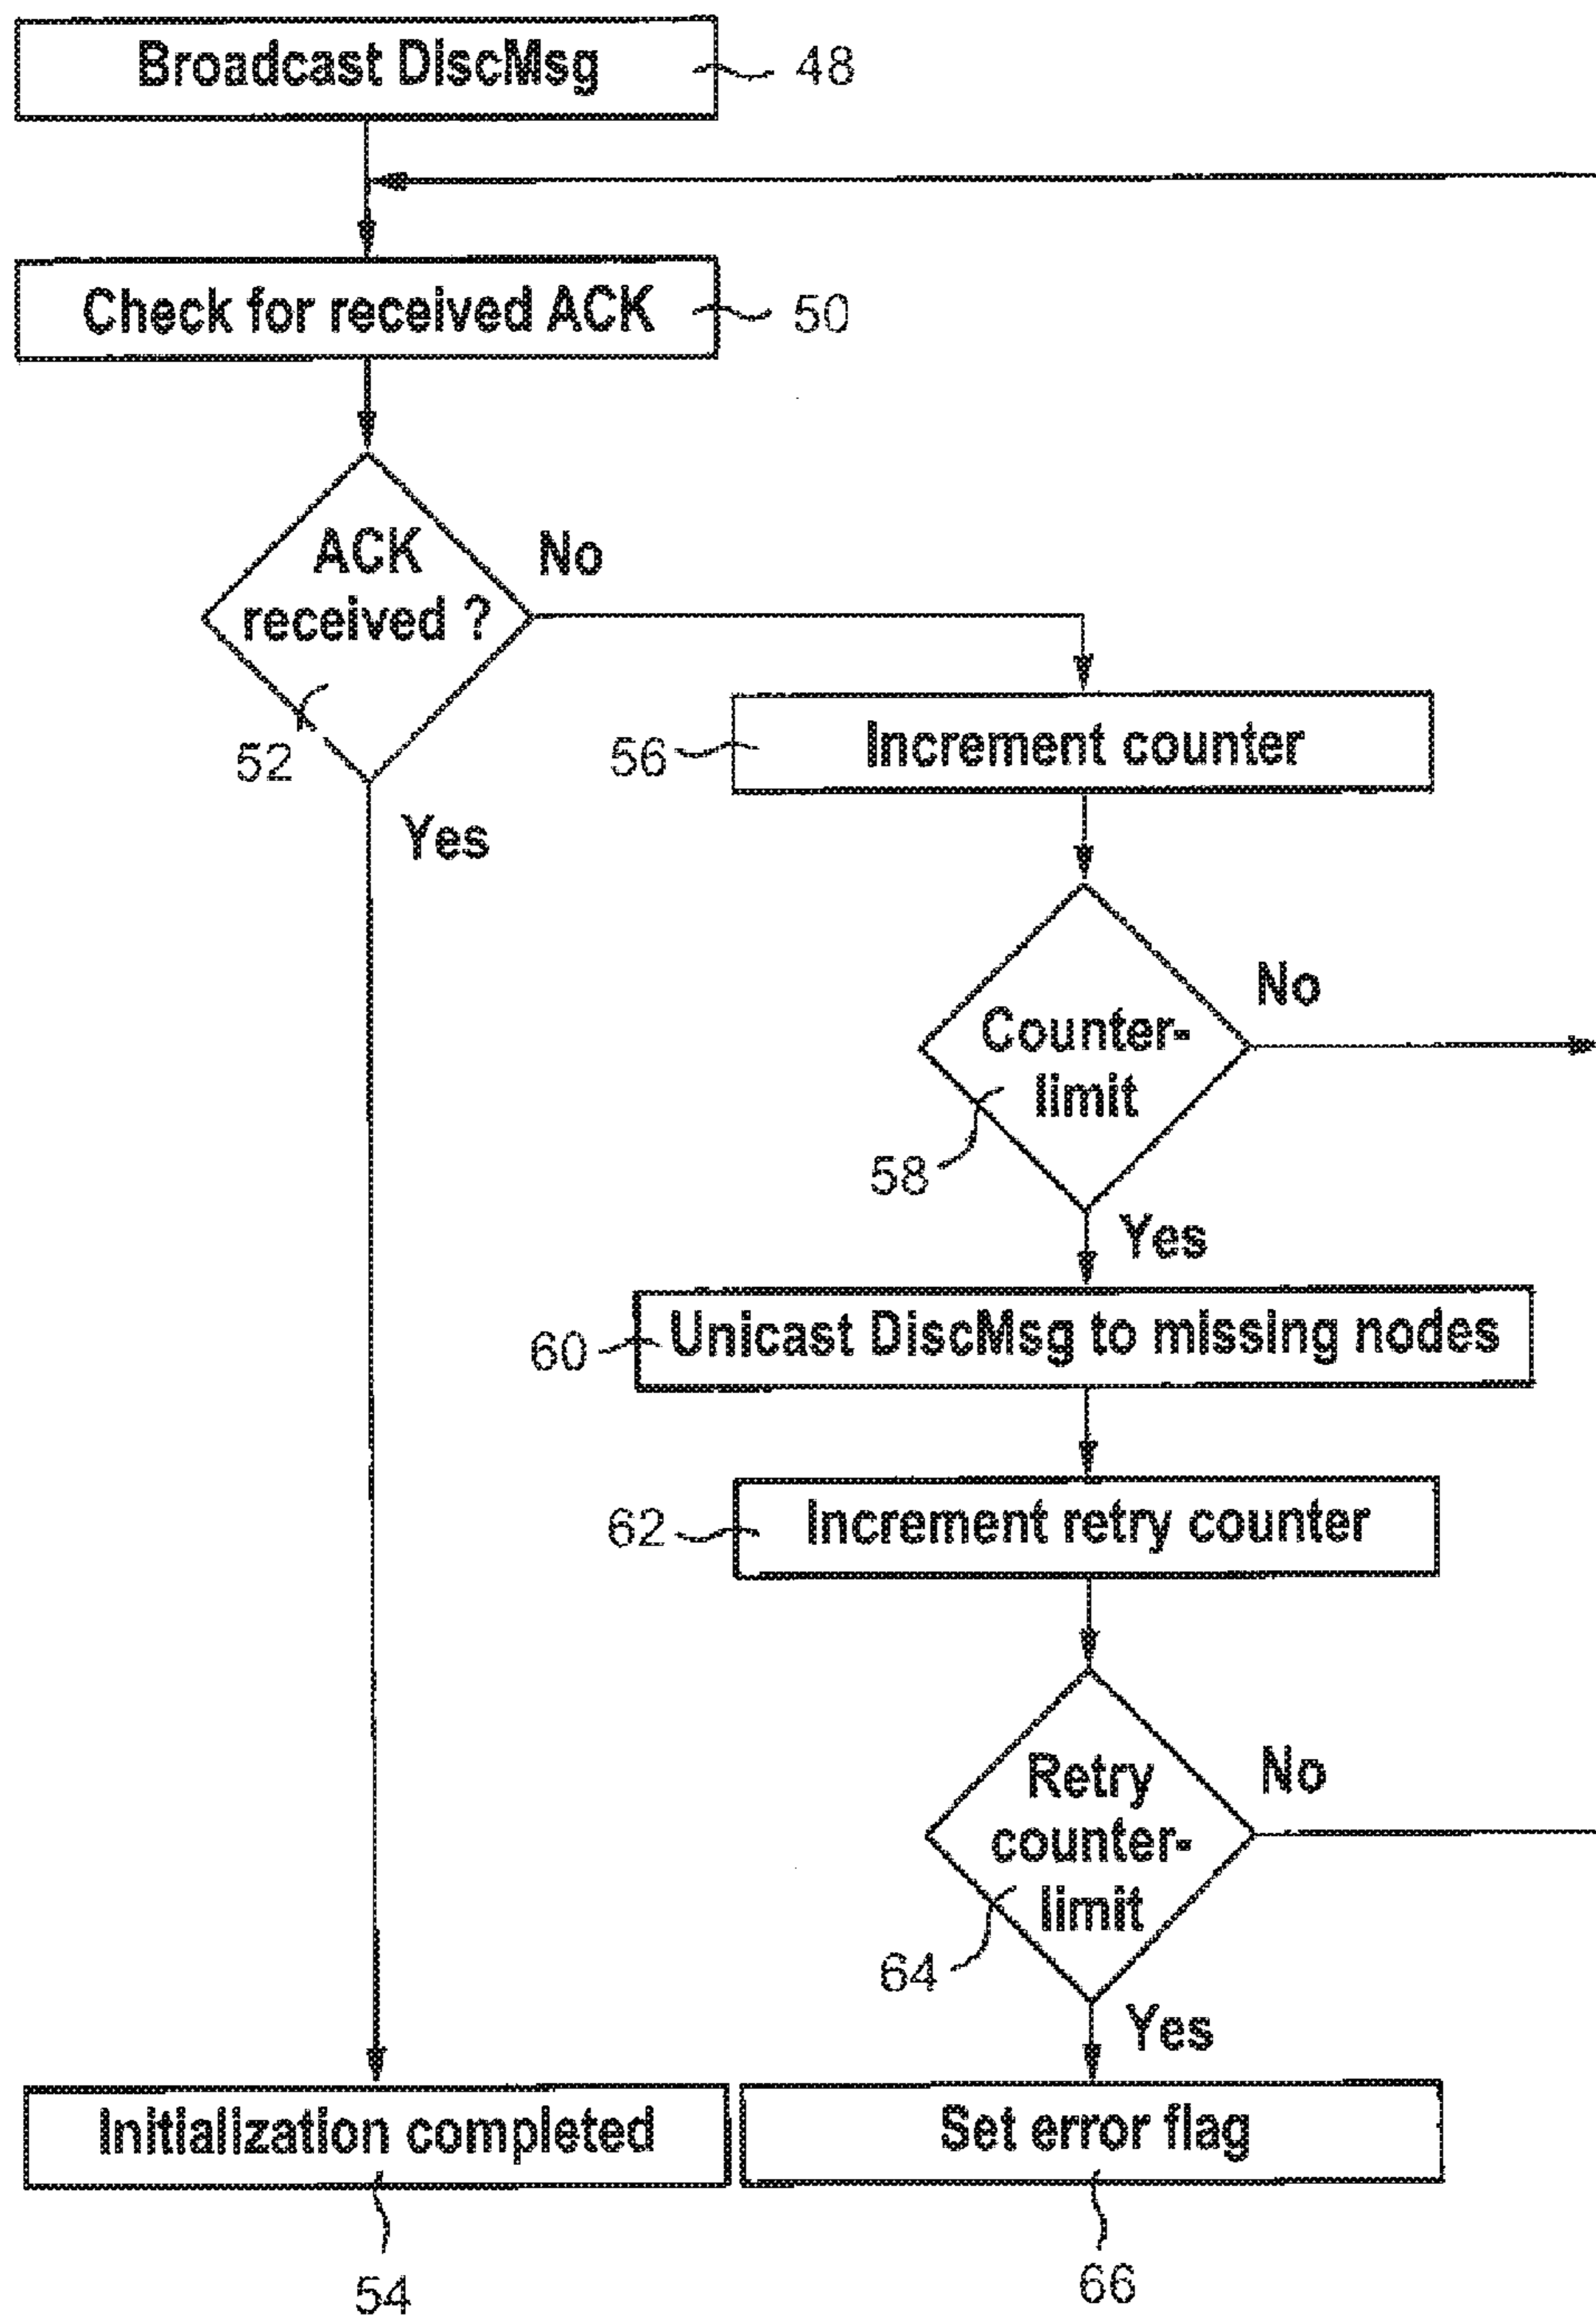 Broadcast DiscMsg
48
Check for received ACK
50
ACK
received ?
No
52
Yes
56
Increment counter
Counter-
limit
No
58
Yes
60
Unicast DiscMsg to missing nodes
62
Increment retry counter
Retry
counter-
limit
No
64
Yes
Initialization completed
Set error flag
54
66